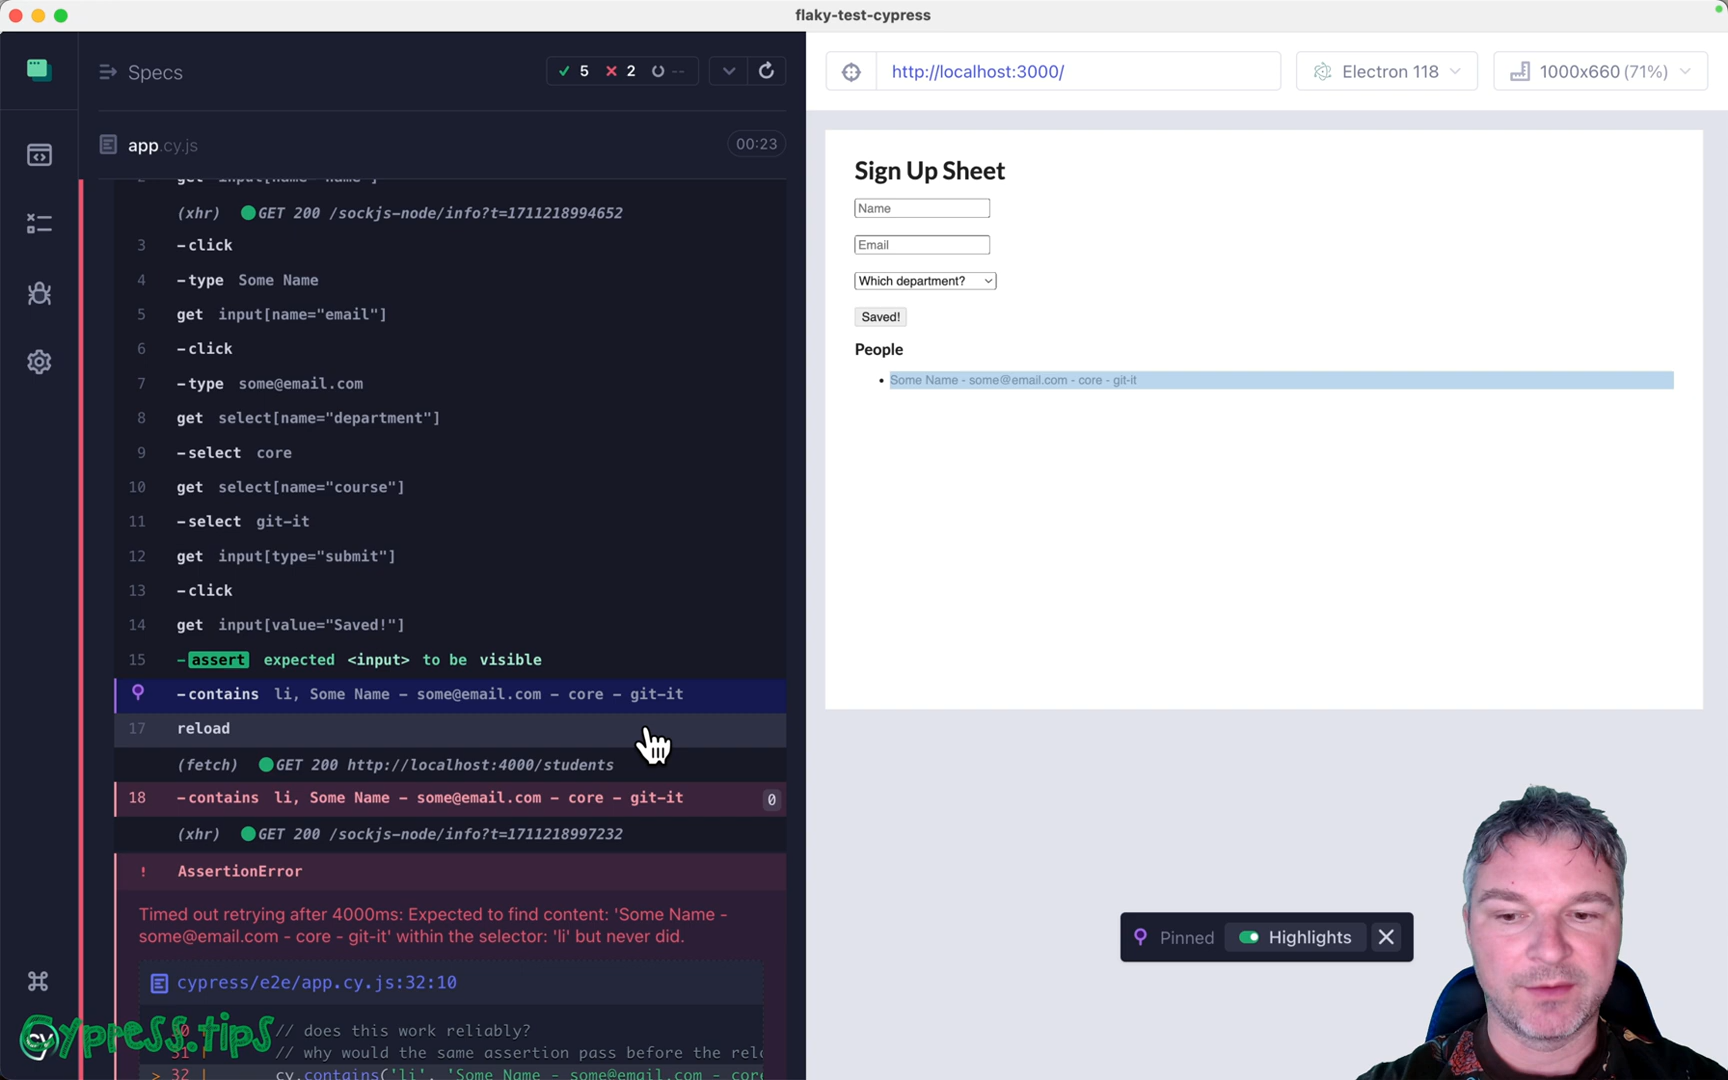 flaky-test-cypress
Specs
5
2
--
app.cy.js
00:23
2 get input[name="name"]
(xhr) GET 200 /sockjs-node/info?t=1711218994652
3 -click
4 -type Some Name
5 get input[name="email"]
6 -click
7 -type some@email.com
8 get select[name="department"]
9 -select core
10 get select[name="course"]
11 -select git-it
12 get input[type="submit"]
13 -click
14 get input[value="Saved!"]
15 -assert expected <input> to be visible
-contains li, Some Name - some@email.com - core - git-it
17 reload
(fetch) GET 200 http://localhost:4000/students
18 -contains li, Some Name - some@email.com - core - git-it 0
(xhr) GET 200 /sockjs-node/info?t=1711218997232
! AssertionError
Timed out retrying after 4000ms: Expected to find content: 'Some Name -
some@email.com - core - git-it' within the selector: 'li' but never did.
cypress/e2e/app.cy.js:32:10
30 | // does this work reliably?
31 | // why would the same assertion pass before the relo
> 32 | cy.contains('li', 'Some Name - some@email.com - core
cy
Cypress.tips
http://localhost:3000/
Electron 118
1000x660 (71%)
Sign Up Sheet
Name
Email
Which department?
Saved!
People
• Some Name - some@email.com - core - git-it
Pinned
Highlights